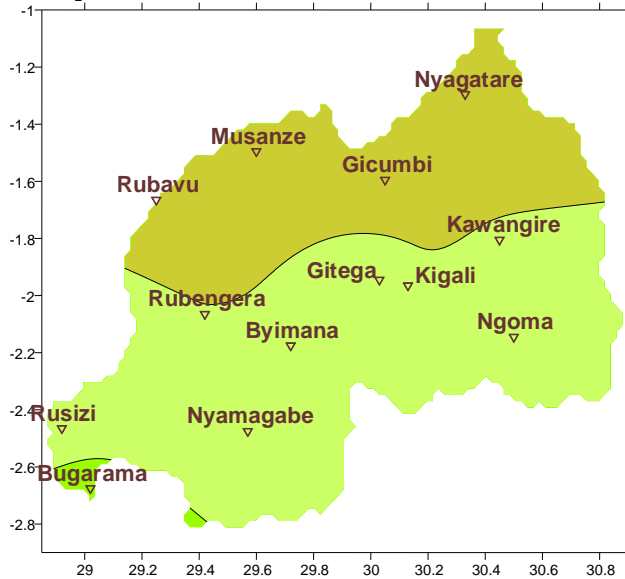 -1
-1.2
Nyagatare
-1.4
Musanze
Gicumbi
-1.6
Rubavu
Kawangire
-1.8
Gitega
Kigali
-2
Rubengera
Ngoma
Byimana
-2.2
-2.4
Rusizi
Nyamagabe
-2.6
Bugarama
-2.8
29 29.2 29.4 29.6 29.8 30 30.2 30.4 30.6 30.8